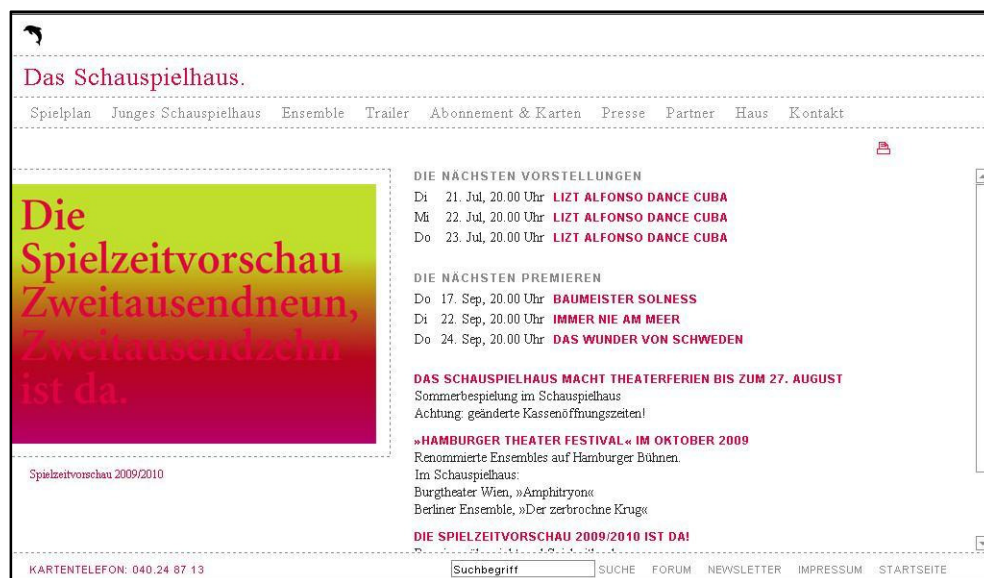 Das Schauspielhaus.
Spielplan Junges Schauspielhaus Ensemble Trailer Abonnement & Karten Presse Partner Haus Kontakt
Die
Spielzeitvorschau
Zweitausendneun,
Zweitausendzehn
ist da.
Spielzeitvorschau 2009/2010
DIE NÄCHSTEN VORSTELLUNGEN
Di 21. Jul, 20.00 Uhr LIZT ALFONSO DANCE CUBA
Mi 22. Jul, 20.00 Uhr LIZT ALFONSO DANCE CUBA
Do 23. Jul, 20.00 Uhr LIZT ALFONSO DANCE CUBA
DIE NÄCHSTEN PREMIEREN
Do 17. Sep, 20.00 Uhr BAUMEISTER SOLNESS
Di 22. Sep, 20.00 Uhr IMMER NIE AM MEER
Do 24. Sep, 20.00 Uhr DAS WUNDER VON SCHWEDEN
DAS SCHAUSPIELHAUS MACHT THEATERFERIEN BIS ZUM 27. AUGUST
Sommerbespielung im Schauspielhaus
Achtung: geänderte Kassenöffnungszeiten!
»HAMBURGER THEATER FESTIVAL« IM OKTOBER 2009
Renommierte Ensembles auf Hamburger Bühnen.
Im Schauspielhaus:
Burgtheater Wien, »Amphitryon«
Berliner Ensemble, »Der zerbrochne Krug«
DIE SPIELZEITVORSCHAU 2009/2010 IST DA!
KARTENTELEFON: 040.24 87 13
Suchbegriff SUCHE FORUM NEWSLETTER IMPRESSUM STARTSEITE